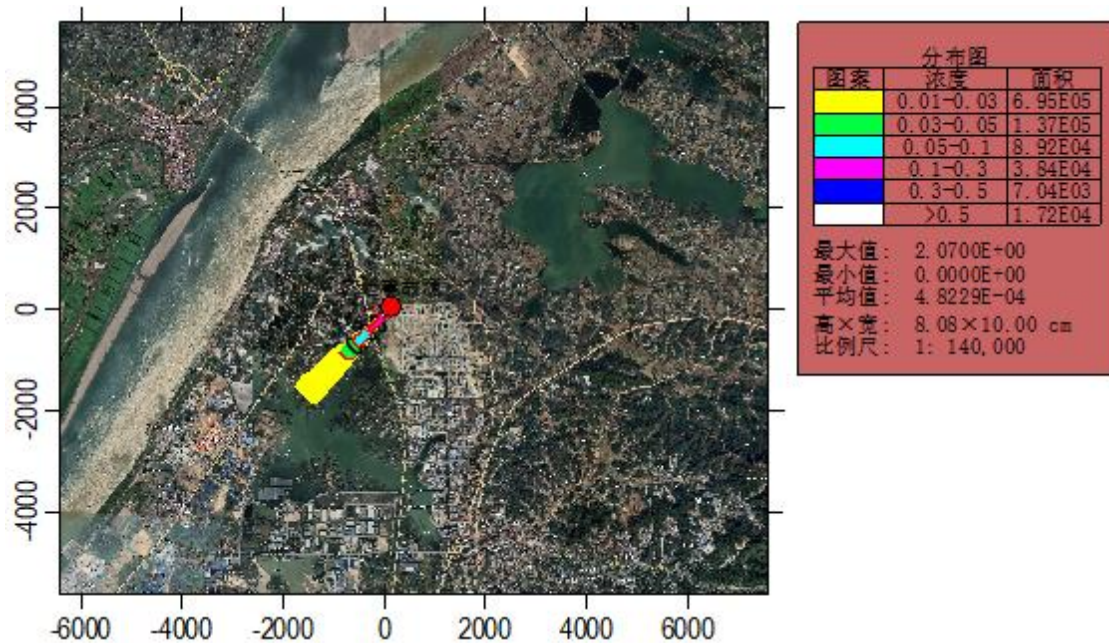 4000
2000
0
-2000
-4000
-6000
-4000
-2000
0
2000
4000
6000
分布图
图案 浓度 面积
0.01-0.03 6.95E05
0.03-0.05 1.37E05
0.05-0.1 8.92E04
0.1-0.3 3.84E04
0.3-0.5 7.04E03
>0.5 1.72E04
最大值: 2.0700E+00
最小值: 0.0000E+00
平均值: 4.8229E-04
高×宽: 8.08×10.00 cm
比例尺: 1: 140,000